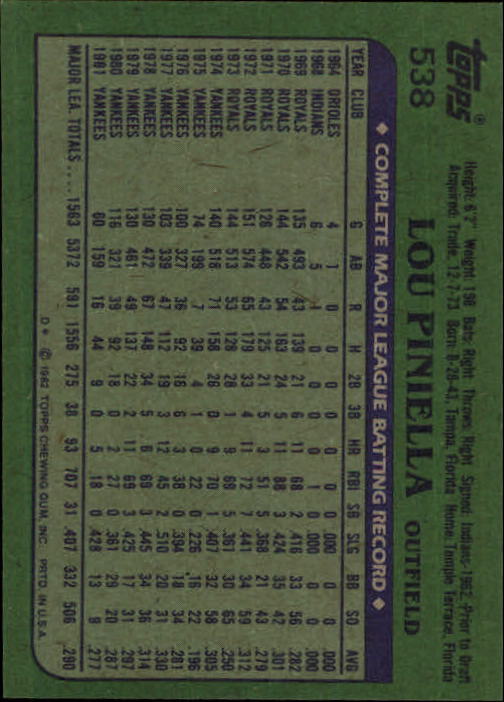 topps®
538
Height: 6'2" Weight 198 Bats: Right Throws: Right Signed: Indians-1962, Prior to Draft
Acquired: Trade, 12-7-73 Born: 8-28-43, Tampa, Florida Home: Temple Terrace, Florida
LOU PINIELLA OUTFIELD
◆ COMPLETE MAJOR LEAGUE BATTING RECORD ◆
YEAR CLUB G AB R H 2B 3B HR RBI SB SLG BB SO AVG
1964 ORIOLES 4 1 0 0 0 0 0 0 0 .000 0 0 .000
1968 INDIANS 6 5 1 0 0 0 0 1 1 .000 0 0 .000
1969 ROYALS 135 493 43 139 21 6 11 68 2 .416 33 56 .282
1970 ROYALS 144 542 54 163 24 5 11 88 3 .424 35 42 .301
1971 ROYALS 126 448 43 125 21 5 3 51 5 .368 21 43 .279
1972 ROYALS 151 574 65 179 33 4 11 72 7 .441 34 59 .312
1973 ROYALS 144 513 53 128 28 1 9 69 5 .361 30 65 .250
1974 YANKEES 140 518 71 158 26 0 9 70 1 .407 32 58 .305
1975 YANKEES 74 199 7 39 4 1 0 22 0 .226 16 22 .196
1976 YANKEES 100 327 36 92 16 6 3 38 0 .394 18 34 .281
1977 YANKEES 103 339 47 112 19 3 12 45 2 .510 20 31 .330
1978 YANKEES 130 472 67 148 34 5 6 69 3 .445 34 36 .314
1979 YANKEES 130 461 49 137 22 2 11 69 3 .425 17 31 .297
1980 YANKEES 116 321 39 92 18 0 2 27 0 .361 29 20 .287
1981 YANKEES 60 159 16 44 9 0 5 18 0 .428 13 9 .277
MAJOR LEA. TOTALS .... 1563 5372 581 1556 275 38 93 707 31 .407 332 506 .290
D* © 1982 TOPPS CHEWING GUM, INC. PRTD. IN U.S.A.